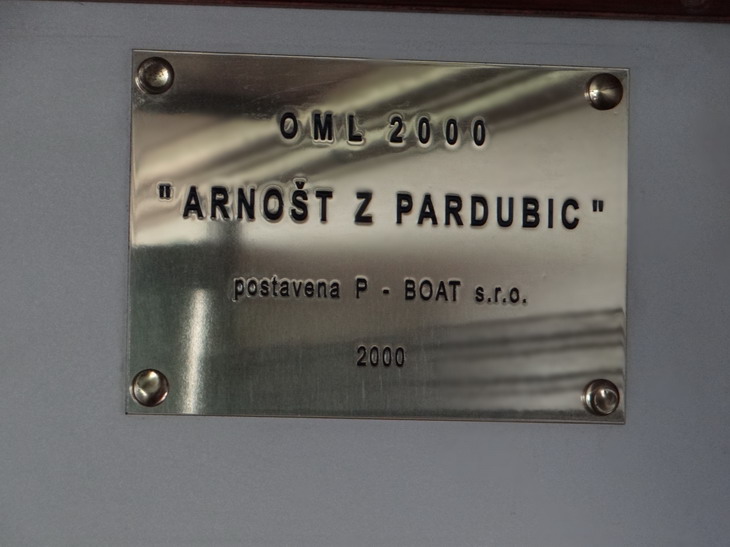 OML 2000
"ARNOŠT Z PARDUBIC"
postavena P - BOAT s.r.o.
2000